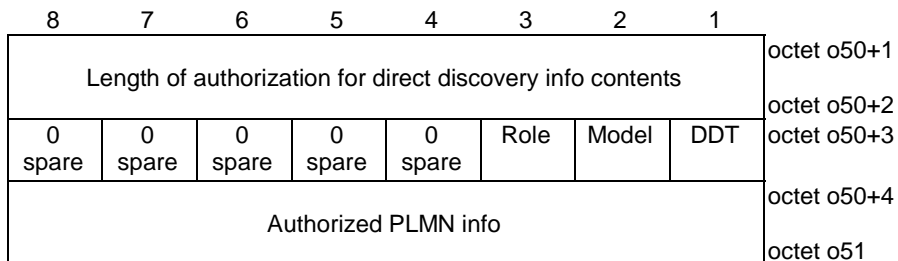 8 7 6 5 4 3 2 1
octet o50+1
Length of authorization for direct discovery info contents
octet o50+2
0 0 0 0 0 Role Model DDT octet o50+3
spare spare spare spare spare
octet o50+4
Authorized PLMN info
octet o51